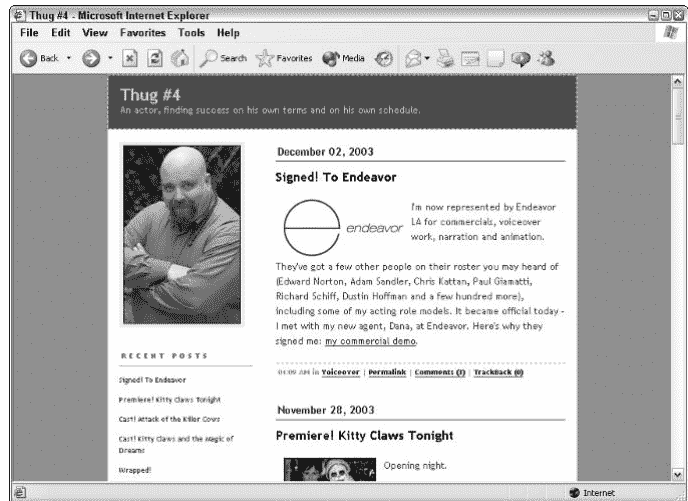 Thug #4 - Microsoft Internet Explorer
File Edit View Favorites Tools Help
Back Search Favorites Media
Thug #4
An actor, finding success on his own terms and on his own schedule.
December 02, 2003
Signed! To Endeavor
endeavor
I'm now represented by Endeavor
LA for commercials, voiceover
work, narration and animation.
They've got a few other people on their roster you may heard of
(Edward Norton, Adam Sandler, Chris Kattan, Paul Giamatti,
Richard Schiff, Dustin Hoffman and a few hundred more),
including some of my acting role models. It became official today -
I met with my new agent, Dana, at Endeavor. Here's why they
signed me: my commercial demo.
01:09 AM in Voiceover | Permalink | Comments (7) | TrackBack (0)
November 28, 2003
Premiere! Kitty Claws Tonight
Opening night.
RECENT POSTS
Signed! To Endeavor
Premiere! Kitty Claws Tonight
Cast! Attack of the Killer Cows
Cast! Kitty Claws and the Magic of
Dreams
Wrapped!
Internet